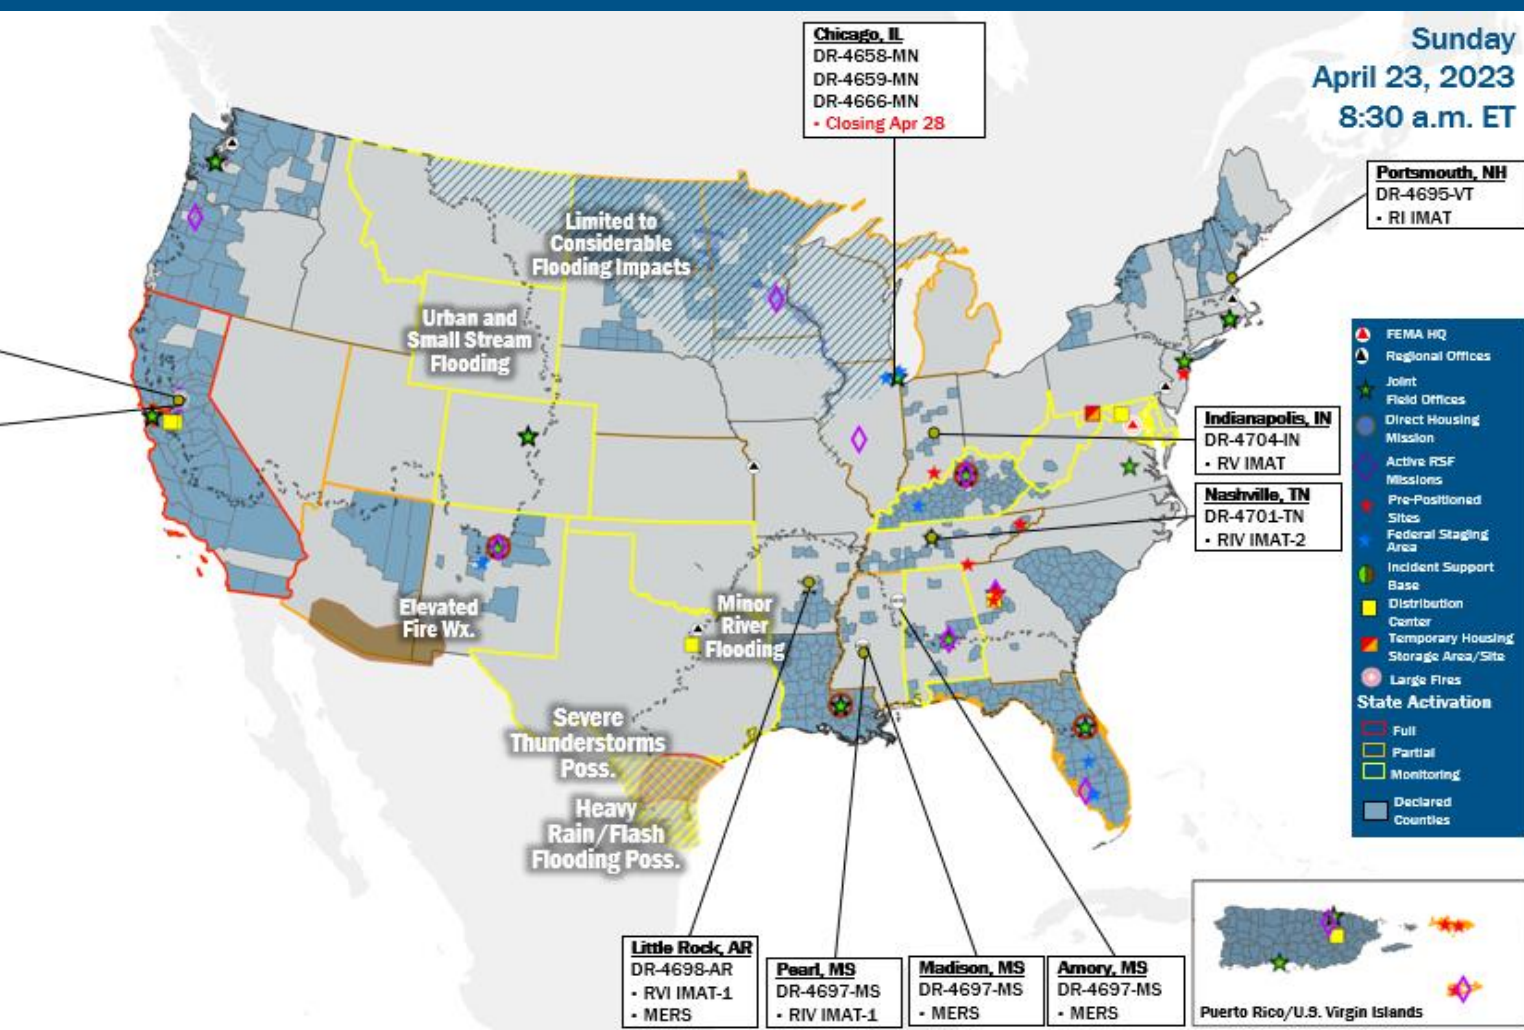 Sunday
April 23, 2023
8:30 a.m. ET
Chicago, IL
DR-4658-MN
DR-4659-MN
DR-4666-MN
• Closing Apr 28
Portsmouth, NH
DR-4695-VT
• RI IMAT
Limited to
Considerable
Flooding Impacts
Urban and
Small Stream
Flooding
FEMA HQ
Regional Offices
Joint
Field Offices
Direct Housing
Mission
Active RSF
Missions
Pre-Positioned
Sites
Federal Staging
Area
Incident Support
Base
Distribution
Center
Temporary Housing
Storage Area/Site
Large Fires
State Activation
Full
Partial
Monitoring
Declared
Counties
Indianapolis, IN
DR-4704-IN
• RV IMAT
Nashville, TN
DR-4701-TN
• RIV IMAT-2
Elevated
Fire Wx.
Minor
River
Flooding
Severe
Thunderstorms
Poss.
Heavy
Rain/Flash
Flooding Poss.
Little Rock, AR
DR-4698-AR
• RVI IMAT-1
• MERS
Pearl, MS
DR-4697-MS
• RIV IMAT-1
Madison, MS
DR-4697-MS
• MERS
Amory, MS
DR-4697-MS
• MERS
Puerto Rico/U.S. Virgin Islands